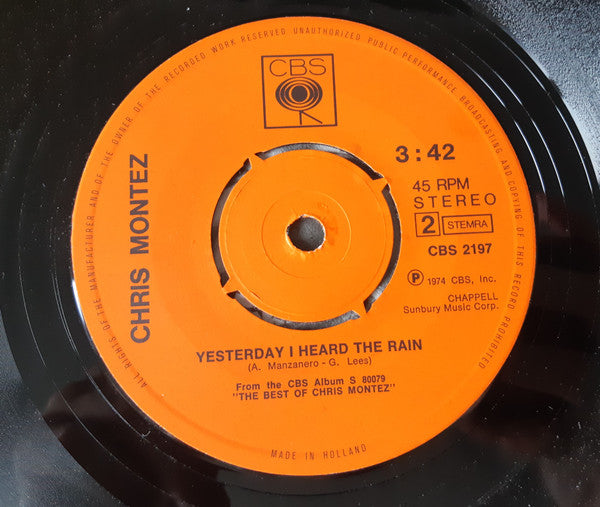 ALL RIGHTS OF THE MANUFACTURER AND OF THE OWNER OF THE RECORDED WORK RESERVED UNAUTHORIZED PUBLIC PERFORMANCE BROADCASTING AND COPYING OF THIS RECORD PROHIBITED
CBS
CHRIS MONTEZ
3:42
45 RPM
STEREO
2 STEMRA
CBS 2197
Ⓟ 1974 CBS, Inc.
CHAPPELL
Sunbury Music Corp.
YESTERDAY I HEARD THE RAIN
(A. Manzanero - G. Lees)
From the CBS Album S 80079
"THE BEST OF CHRIS MONTEZ"
MADE IN HOLLAND